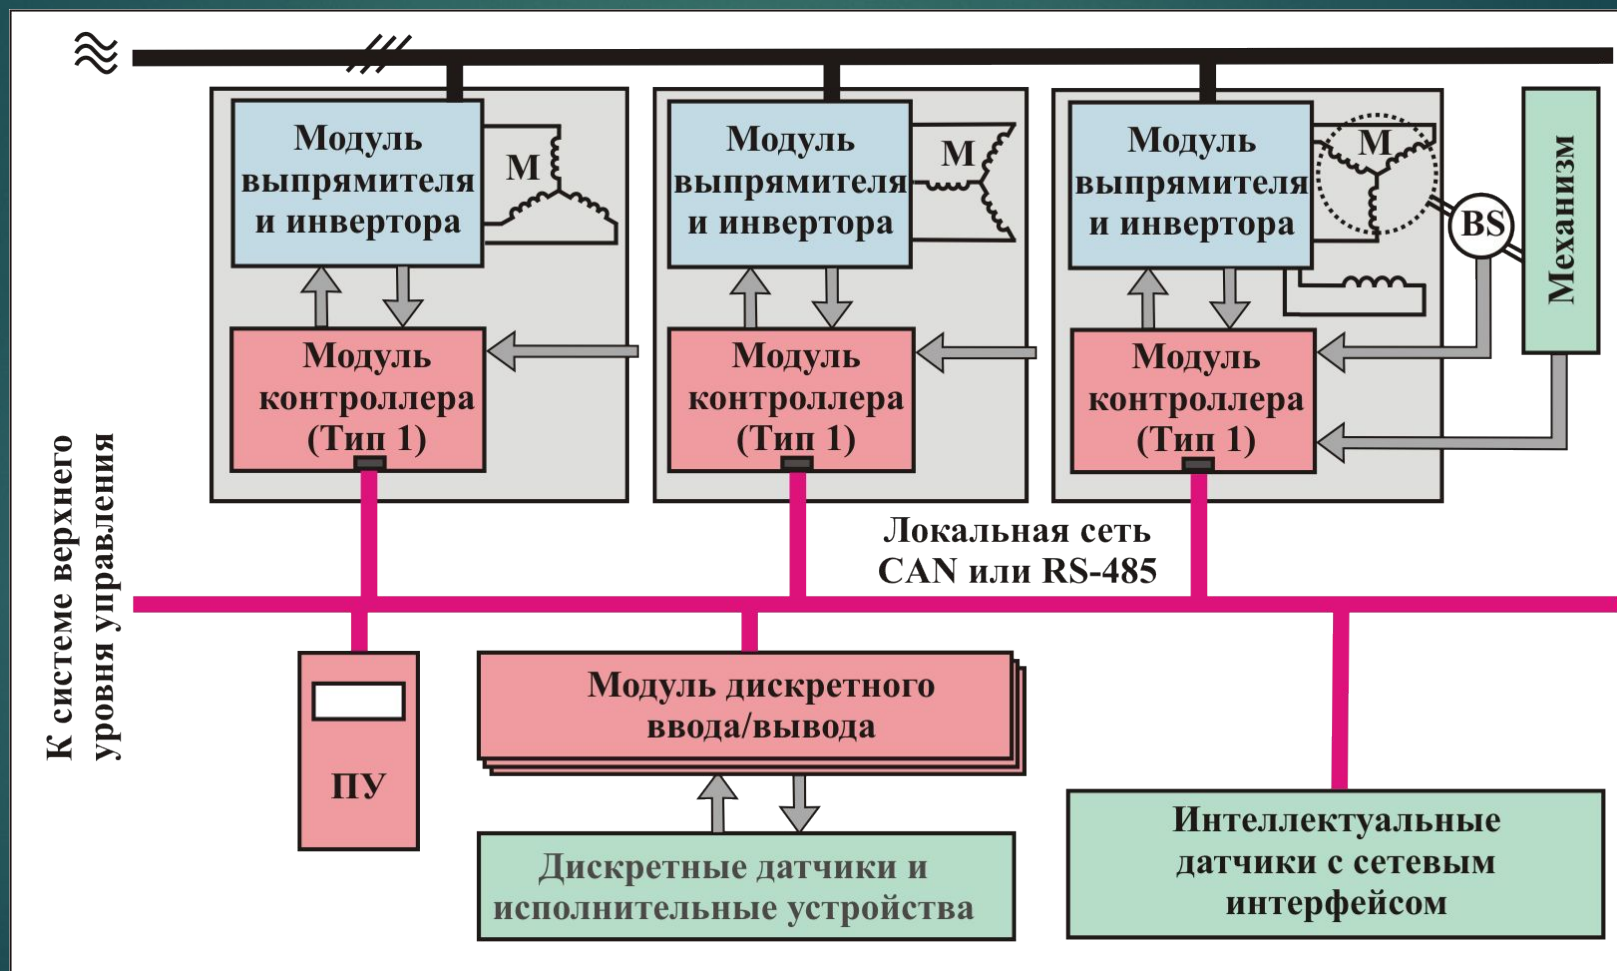 Модуль
выпрямителя
и инвертора
М
Модуль
выпрямителя
и инвертора
М
Модуль
выпрямителя
и инвертора
М
BS
Механизм
Модуль
контроллера
(Тип 1)
Модуль
контроллера
(Тип 1)
Модуль
контроллера
(Тип 1)
К системе верхнего
уровня управления
Локальная сеть
CAN или RS-485
ПУ
Модуль дискретного
ввода/вывода
Дискретные датчики и
исполнительные устройства
Интеллектуальные
датчики с сетевым
интерфейсом